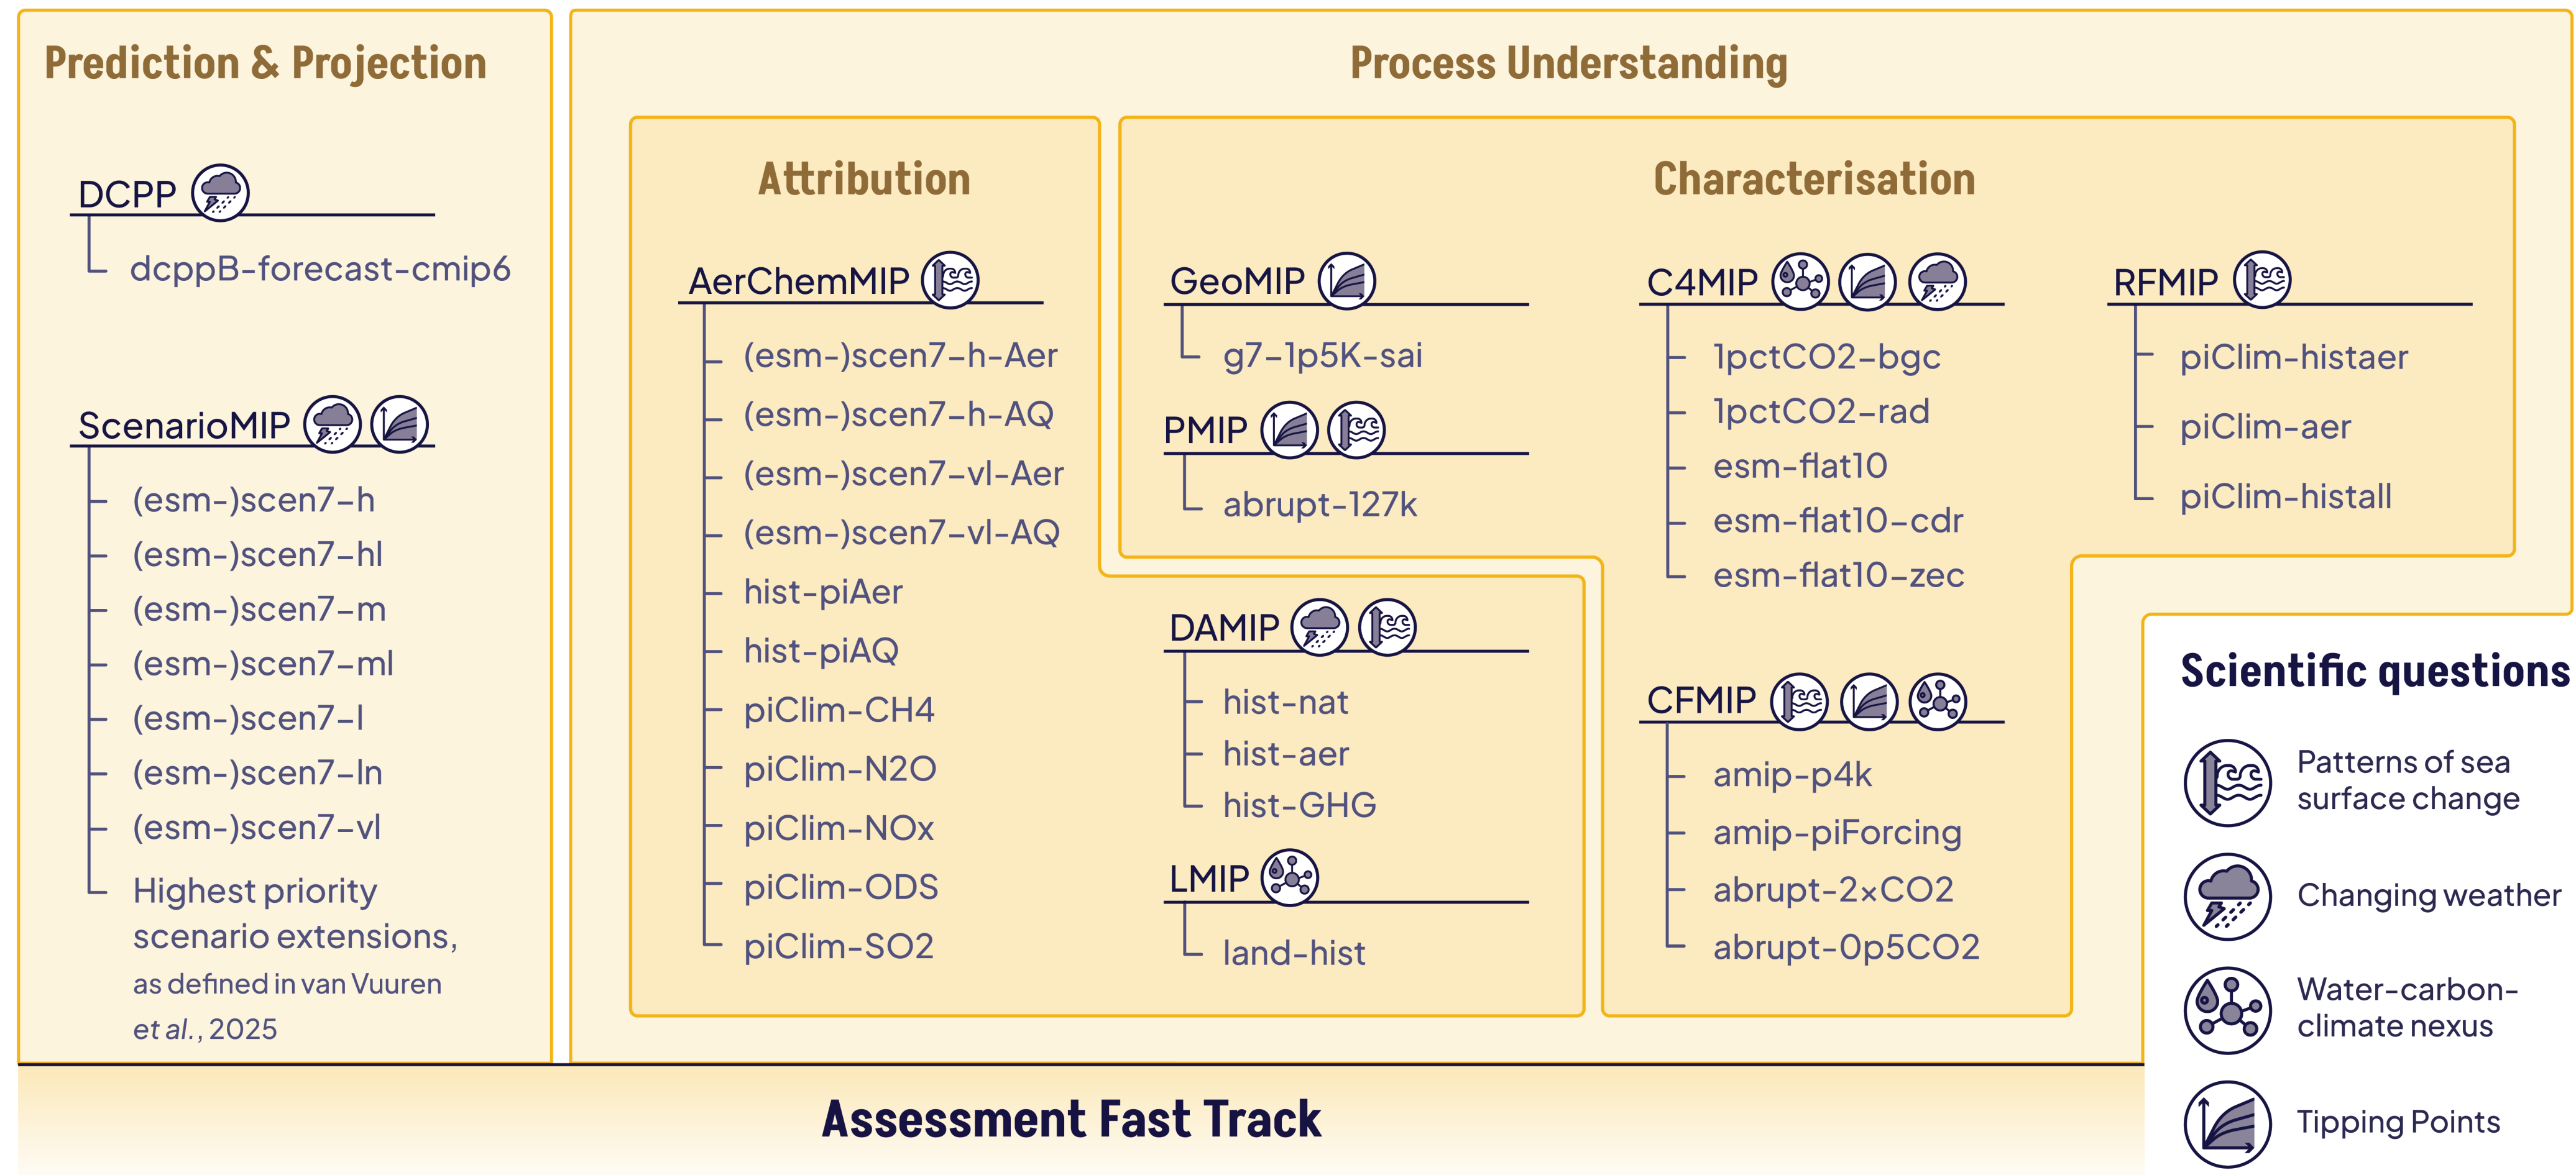 Prediction & Projection
DCPP
dcppB-forecast-cmip6
ScenarioMIP
(esm-)scen7-h
(esm-)scen7-hl
(esm-)scen7-m
(esm-)scen7-ml
(esm-)scen7-l
(esm-)scen7-ln
(esm-)scen7-vl
Highest priority
scenario extensions,
as defined in van Vuuren
et al., 2025
Process Understanding
Attribution
AerChemMIP
(esm-)scen7-h-Aer
(esm-)scen7-h-AQ
(esm-)scen7-vl-Aer
(esm-)scen7-vl-AQ
hist-piAer
hist-piAQ
piClim-CH4
piClim-N2O
piClim-NOx
piClim-ODS
piClim-SO2
DAMIP
hist-nat
hist-aer
hist-GHG
LMIP
land-hist
Characterisation
GeoMIP
g7-1p5K-sai
PMIP
abrupt-127k
C4MIP
1pctCO2-bgc
1pctCO2-rad
esm-flat10
esm-flat10-cdr
esm-flat10-zec
CFMIP
amip-p4k
amip-piForcing
abrupt-2×CO2
abrupt-0p5CO2
RFMIP
piClim-histaer
piClim-aer
piClim-histall
Scientific questions
Patterns of sea
surface change
Changing weather
Water-carbon-
climate nexus
Tipping Points
Assessment Fast Track